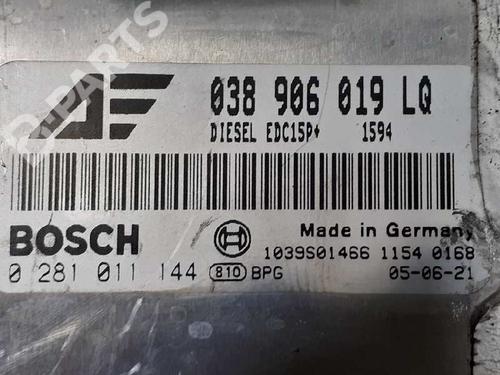 038 906 019 LQ
DIESEL EDC15P+ 1594
BOSCH
Made in Germany
1039S01466 1154 0168
0 281 011 144 810 BPG 05-06-21
B-PARTS